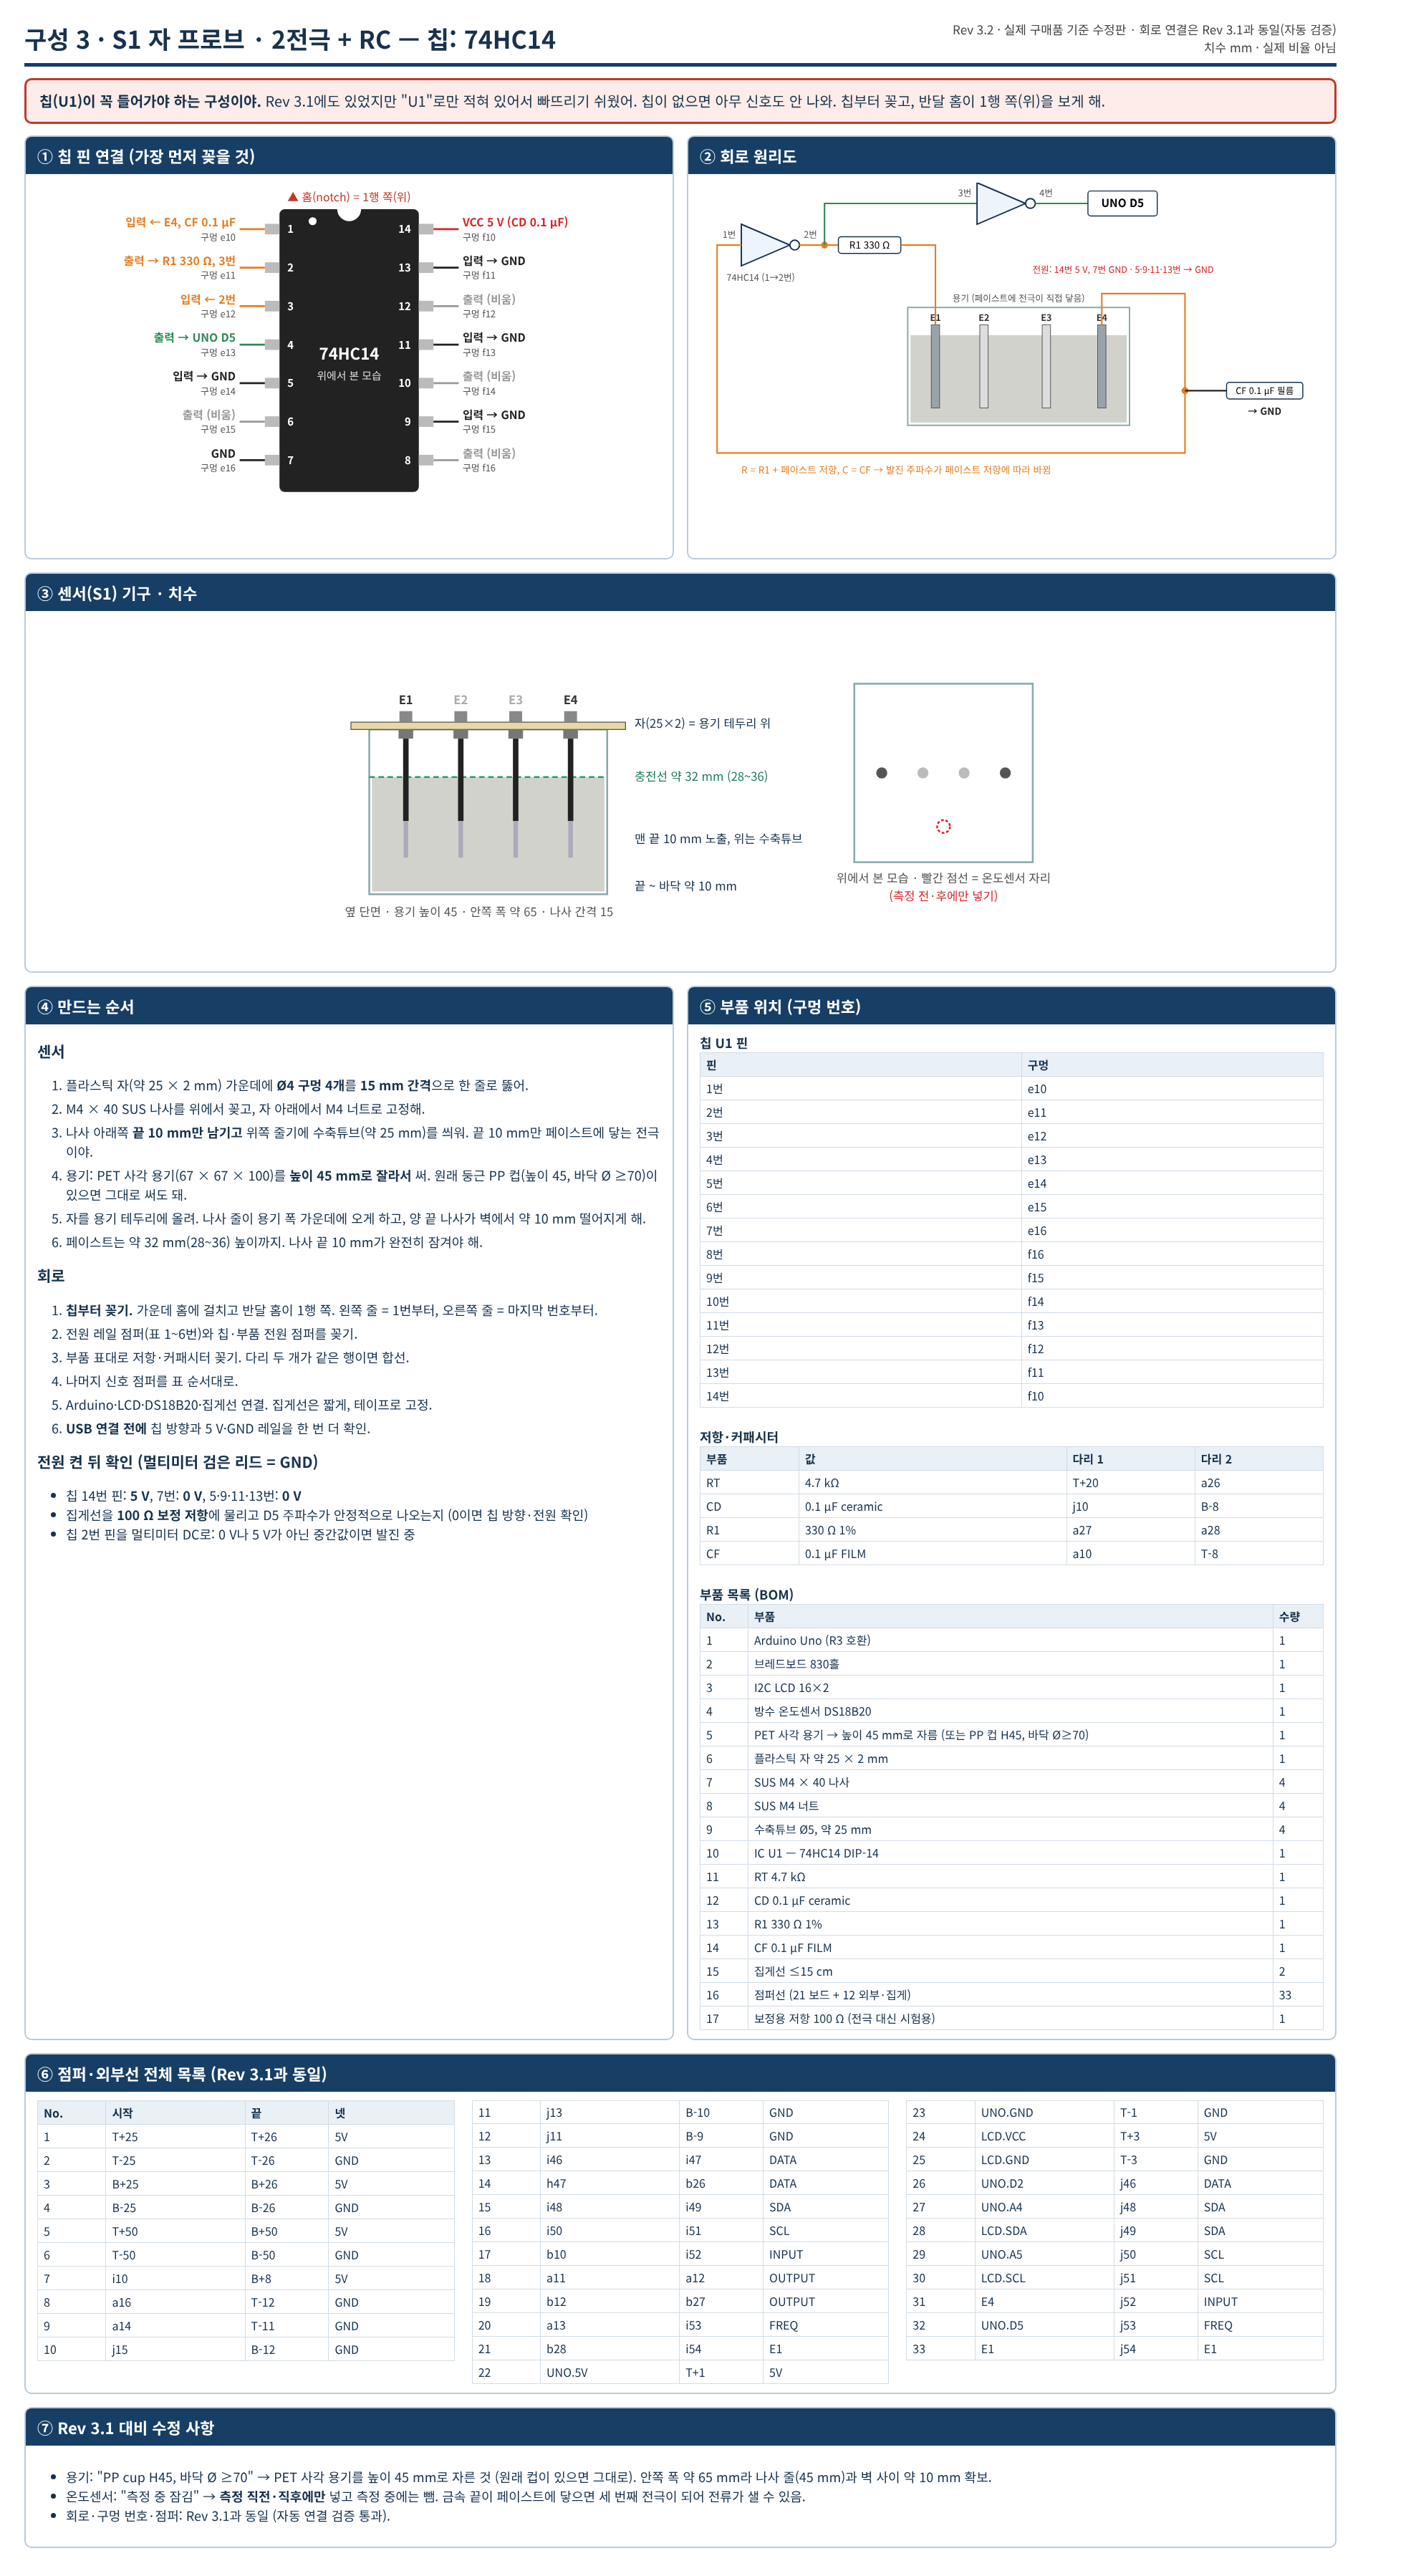 구성 3 · S1 자 프로브 · 2전극 + RC — 칩: 74HC14
Rev 3.2 · 실제 구매품 기준 수정판 · 회로 연결은 Rev 3.1과 동일(자동 검증)
치수 mm · 실제 비율 아님
칩(U1)이 꼭 들어가야 하는 구성이야. Rev 3.1에도 있었지만 "U1"로만 적혀 있어서 빠뜨리기 쉬웠어. 칩이 없으면 아무 신호도 안 나와. 칩부터 꽂고, 반달 홈이 1행 쪽(위)을 보게 해.
① 칩 핀 연결 (가장 먼저 꽂을 것)
▲ 홈(notch) = 1행 쪽(위)
입력 ← E4, CF 0.1 µF
구멍 e10
1
14
VCC 5 V (CD 0.1 µF)
구멍 f10
출력 → R1 330 Ω, 3번
구멍 e11
2
13
입력 → GND
구멍 f11
입력 ← 2번
구멍 e12
3
12
출력 (비움)
구멍 f12
출력 → UNO D5
구멍 e13
4
11
입력 → GND
구멍 f13
74HC14
위에서 본 모습
입력 → GND
구멍 e14
5
10
출력 (비움)
구멍 f14
출력 (비움)
구멍 e15
6
9
입력 → GND
구멍 f15
GND
구멍 e16
7
8
출력 (비움)
구멍 f16
② 회로 원리도
3번
4번
UNO D5
1번
2번
R1 330 Ω
74HC14 (1→2번)
전원: 14번 5 V, 7번 GND · 5·9·11·13번 → GND
용기 (페이스트에 전극이 직접 닿음)
E1
E2
E3
E4
CF 0.1 µF 필름
→ GND
R = R1 + 페이스트 저항, C = CF → 발진 주파수가 페이스트 저항에 따라 바뀜
③ 센서(S1) 기구 · 치수
E1
E2
E3
E4
자(25×2) = 용기 테두리 위
충전선 약 32 mm (28~36)
맨 끝 10 mm 노출, 위는 수축튜브
끝 ~ 바닥 약 10 mm
옆 단면 · 용기 높이 45 · 안쪽 폭 약 65 · 나사 간격 15
위에서 본 모습 · 빨간 점선 = 온도센서 자리
(측정 전·후에만 넣기)
④ 만드는 순서
센서
1. 플라스틱 자(약 25 × 2 mm) 가운데에 Ø4 구멍 4개를 15 mm 간격으로 한 줄로 뚫어.
2. M4 × 40 SUS 나사를 위에서 꽂고, 자 아래에서 M4 너트로 고정해.
3. 나사 아래쪽 끝 10 mm만 남기고 위쪽 줄기에 수축튜브(약 25 mm)를 씌워. 끝 10 mm만 페이스트에 닿는 전극
이야.
4. 용기: PET 사각 용기(67 × 67 × 100)를 높이 45 mm로 잘라서 써. 원래 둥근 PP 컵(높이 45, 바닥 Ø ≥70)이
있으면 그대로 써도 돼.
5. 자를 용기 테두리에 올려. 나사 줄이 용기 폭 가운데에 오게 하고, 양 끝 나사가 벽에서 약 10 mm 떨어지게 해.
6. 페이스트는 약 32 mm(28~36) 높이까지. 나사 끝 10 mm가 완전히 잠겨야 해.
회로
1. 칩부터 꽂기. 가운데 홈에 걸치고 반달 홈이 1행 쪽. 왼쪽 줄 = 1번부터, 오른쪽 줄 = 마지막 번호부터.
2. 전원 레일 점퍼(표 1~6번)와 칩·부품 전원 점퍼를 꽂기.
3. 부품 표대로 저항·커패시터 꽂기. 다리 두 개가 같은 행이면 합선.
4. 나머지 신호 점퍼를 표 순서대로.
5. Arduino·LCD·DS18B20·집게선 연결. 집게선은 짧게, 테이프로 고정.
6. USB 연결 전에 칩 방향과 5 V·GND 레일을 한 번 더 확인.
전원 켠 뒤 확인 (멀티미터 검은 리드 = GND)
• 칩 14번 핀: 5 V, 7번: 0 V, 5·9·11·13번: 0 V
• 집게선을 100 Ω 보정 저항에 물리고 D5 주파수가 안정적으로 나오는지 (0이면 칩 방향·전원 확인)
• 칩 2번 핀을 멀티미터 DC로: 0 V나 5 V가 아닌 중간값이면 발진 중
⑤ 부품 위치 (구멍 번호)
칩 U1 핀
핀 구멍
1번 e10
2번 e11
3번 e12
4번 e13
5번 e14
6번 e15
7번 e16
8번 f16
9번 f15
10번 f14
11번 f13
12번 f12
13번 f11
14번 f10
저항·커패시터
부품 값 다리 1 다리 2
RT 4.7 kΩ T+20 a26
CD 0.1 µF ceramic j10 B-8
R1 330 Ω 1% a27 a28
CF 0.1 µF FILM a10 T-8
부품 목록 (BOM)
No. 부품 수량
1 Arduino Uno (R3 호환) 1
2 브레드보드 830홀 1
3 I2C LCD 16×2 1
4 방수 온도센서 DS18B20 1
5 PET 사각 용기 → 높이 45 mm로 자름 (또는 PP 컵 H45, 바닥 Ø≥70) 1
6 플라스틱 자 약 25 × 2 mm 1
7 SUS M4 × 40 나사 4
8 SUS M4 너트 4
9 수축튜브 Ø5, 약 25 mm 4
10 IC U1 — 74HC14 DIP-14 1
11 RT 4.7 kΩ 1
12 CD 0.1 µF ceramic 1
13 R1 330 Ω 1% 1
14 CF 0.1 µF FILM 1
15 집게선 ≤15 cm 2
16 점퍼선 (21 보드 + 12 외부·집게) 33
17 보정용 저항 100 Ω (전극 대신 시험용) 1
⑥ 점퍼·외부선 전체 목록 (Rev 3.1과 동일)
No. 시작 끝 넷
1 T+25 T+26 5V
2 T-25 T-26 GND
3 B+25 B+26 5V
4 B-25 B-26 GND
5 T+50 B+50 5V
6 T-50 B-50 GND
7 i10 B+8 5V
8 a16 T-12 GND
9 a14 T-11 GND
10 j15 B-12 GND
11 j13 B-10 GND
12 j11 B-9 GND
13 i46 i47 DATA
14 h47 b26 DATA
15 i48 i49 SDA
16 i50 i51 SCL
17 b10 i52 INPUT
18 a11 a12 OUTPUT
19 b12 b27 OUTPUT
20 a13 i53 FREQ
21 b28 i54 E1
22 UNO.5V T+1 5V
23 UNO.GND T-1 GND
24 LCD.VCC T+3 5V
25 LCD.GND T-3 GND
26 UNO.D2 j46 DATA
27 UNO.A4 j48 SDA
28 LCD.SDA j49 SDA
29 UNO.A5 j50 SCL
30 LCD.SCL j51 SCL
31 E4 j52 INPUT
32 UNO.D5 j53 FREQ
33 E1 j54 E1
⑦ Rev 3.1 대비 수정 사항
• 용기: "PP cup H45, 바닥 Ø ≥70" → PET 사각 용기를 높이 45 mm로 자른 것 (원래 컵이 있으면 그대로). 안쪽 폭 약 65 mm라 나사 줄(45 mm)과 벽 사이 약 10 mm 확보.
• 온도센서: "측정 중 잠김" → 측정 직전·직후에만 넣고 측정 중에는 뺌. 금속 끝이 페이스트에 닿으면 세 번째 전극이 되어 전류가 샐 수 있음.
• 회로·구멍 번호·점퍼: Rev 3.1과 동일 (자동 연결 검증 통과).